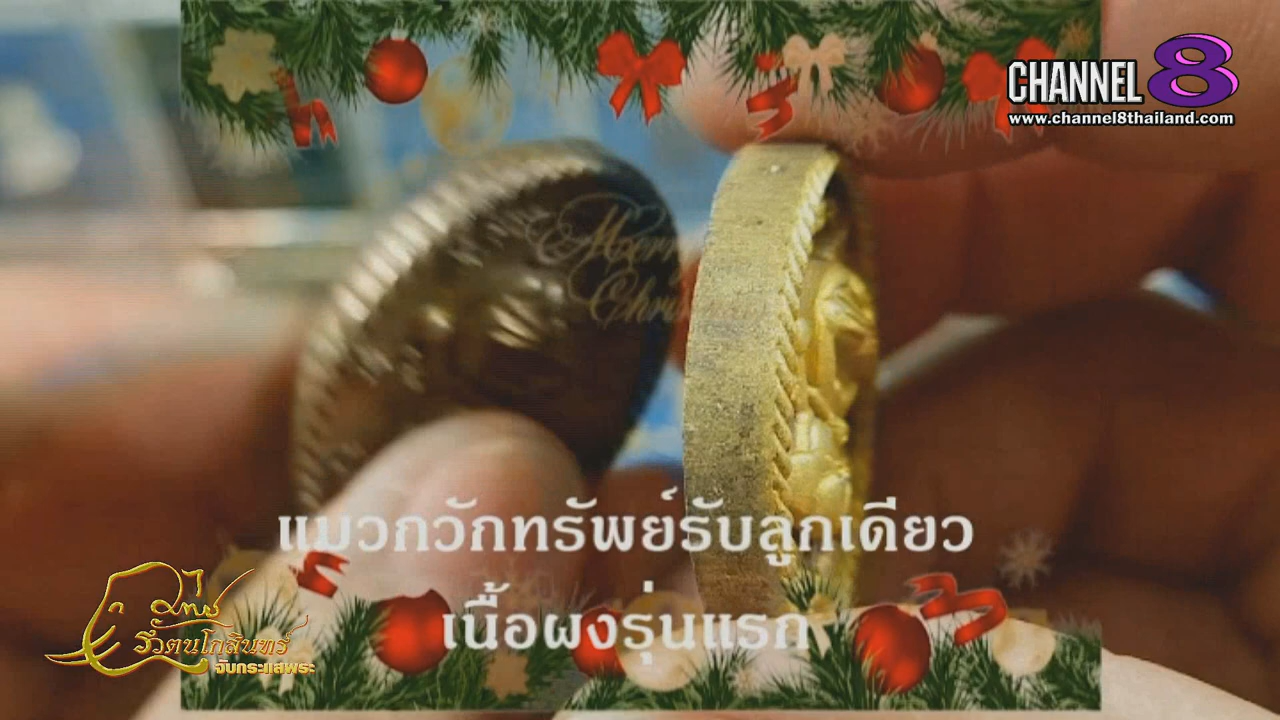 CHANNEL 8
www.channel8thailand.com
Merry
แมวกวักทรัพย์รับลูกเดียว
เนื้อผงรุ่นแรก
รัตนโกสินทร์
จับกระแสพระ